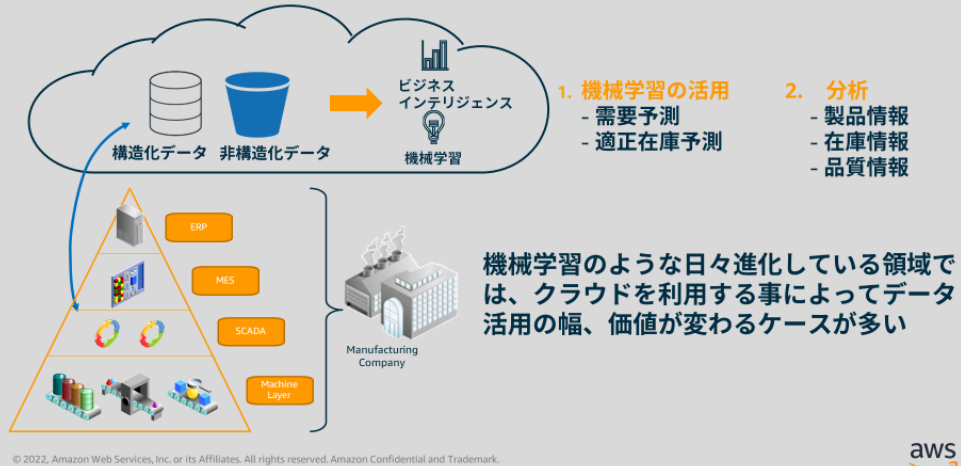 ビジネス
インテリジェンス
構造化データ
非構造化データ
機械学習
1. 機械学習の活用
- 需要予測
- 適正在庫予測
2. 分析
- 製品情報
- 在庫情報
- 品質情報
ERP
MES
SCADA
Machine
Layer
Manufacturing
Company
機械学習のような日々進化している領域で
は、クラウドを利用する事によってデータ
活用の幅、価値が変わるケースが多い
© 2022, Amazon Web Services, Inc. or its Affiliates. All rights reserved. Amazon Confidential and Trademark.
aws